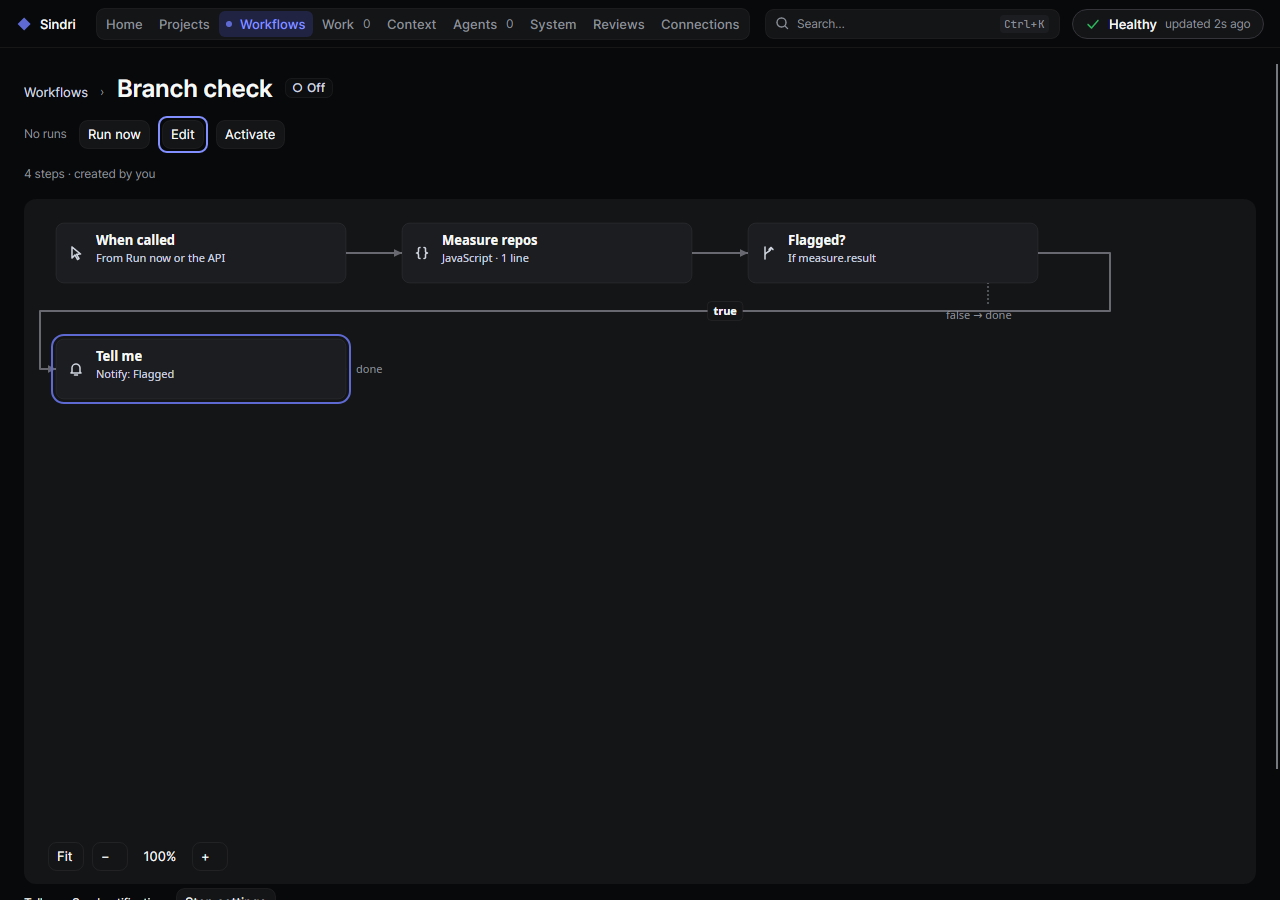 Sindri Home Projects Workflows Work 0 Context Agents 0 System Reviews Connections Search... Ctrl+K Healthy updated 2s ago
Workflows › Branch check Off
No runs Run now Edit Activate
4 steps · created by you
When called
From Run now or the API
Measure repos
JavaScript · 1 line
Flagged?
If measure.result
true
false → done
Tell me
Notify: Flagged
done
Fit − 100% +